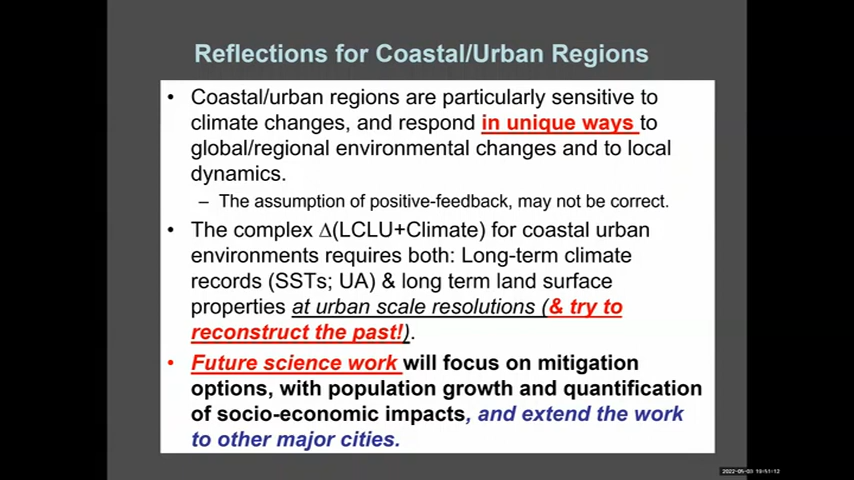 Reflections for Coastal/Urban Regions
• Coastal/urban regions are particularly sensitive to
climate changes, and respond in unique ways to
global/regional environmental changes and to local
dynamics.
– The assumption of positive-feedback, may not be correct.
• The complex ∆(LCLU+Climate) for coastal urban
environments requires both: Long-term climate
records (SSTs; UA) & long term land surface
properties at urban scale resolutions (& try to
reconstruct the past!).
• Future science work will focus on mitigation
options, with population growth and quantification
of socio-economic impacts, and extend the work
to other major cities.